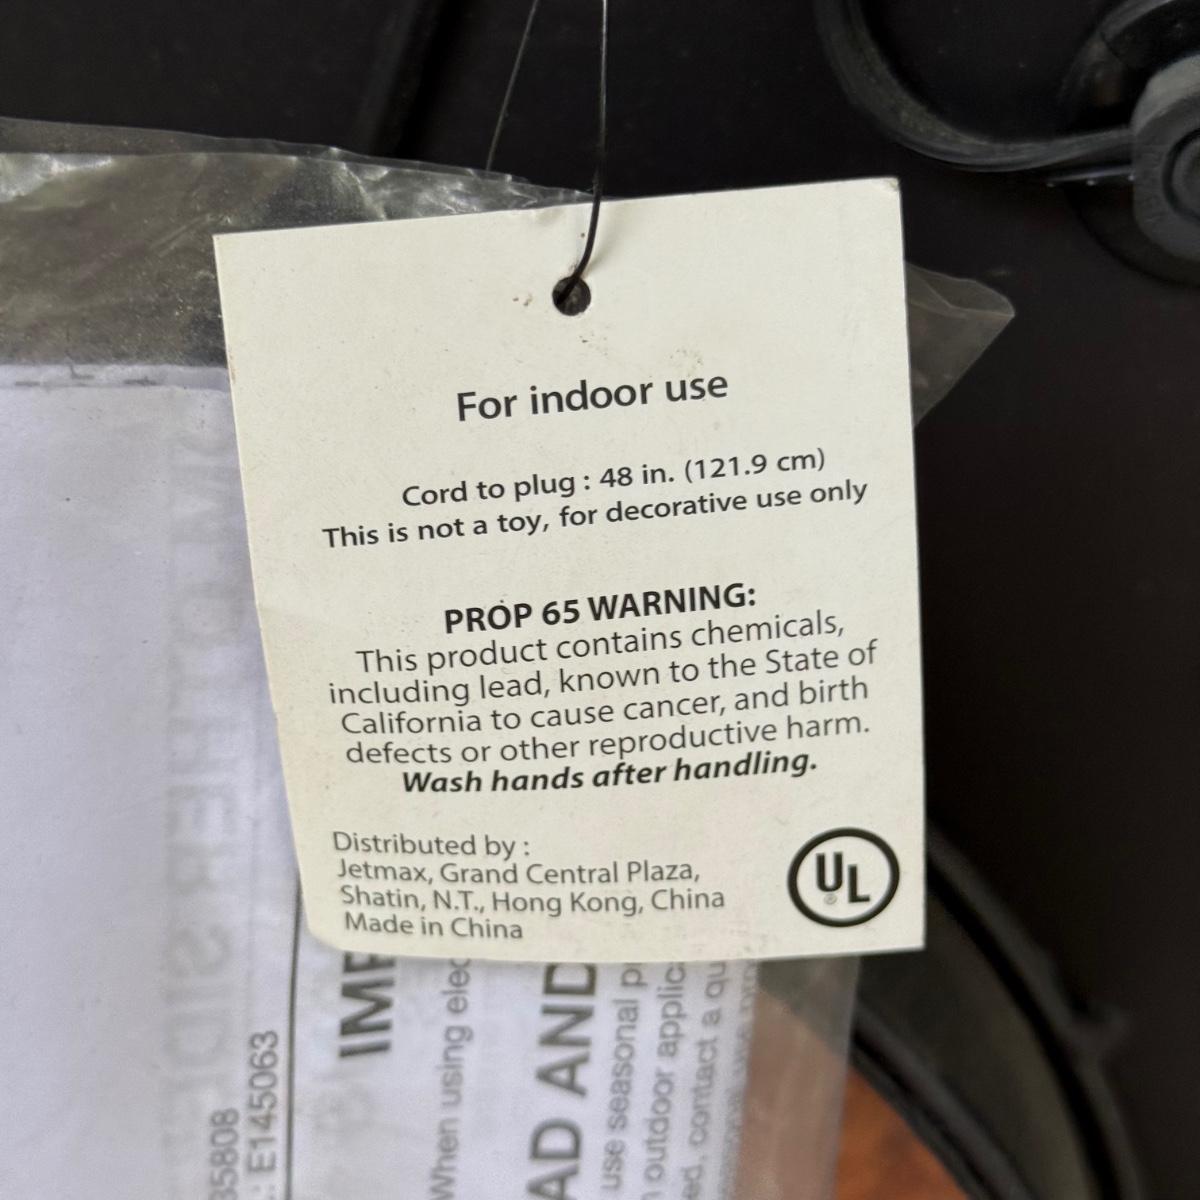 For indoor use
Cord to plug : 48 in. (121.9 cm)
This is not a toy, for decorative use only
PROP 65 WARNING:
This product contains chemicals,
including lead, known to the State of
California to cause cancer, and birth
defects or other reproductive harm.
Wash hands after handling.
Distributed by :
Jetmax, Grand Central Plaza,
Shatin, N.T., Hong Kong, China
Made in China
UL
®
35808
: E145063
When using
AD AND
use seasonal
outdoor
contact a